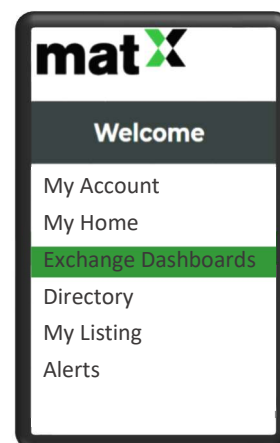 matX
Welcome
My Account
My Home
Exchange Dashboards
Directory
My Listing
Alerts